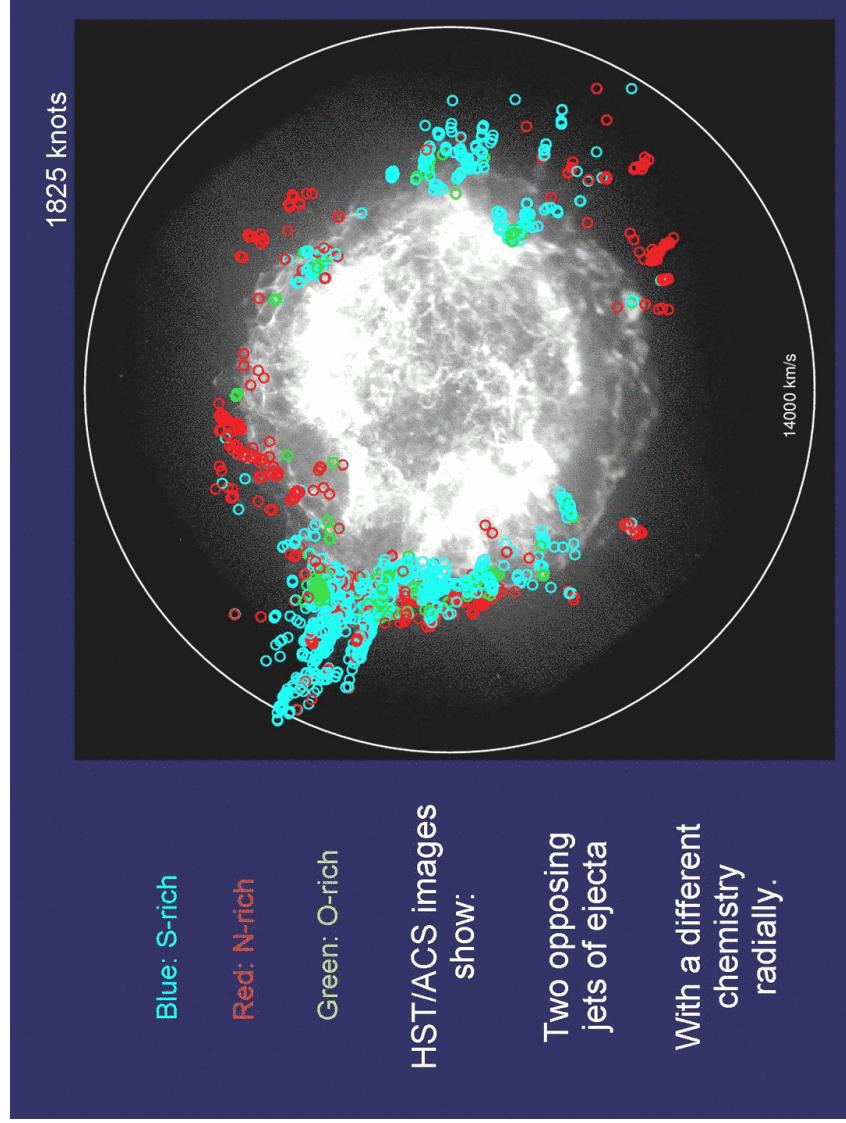 1825 knots
Blue: S-rich
Red: N-rich
Green: O-rich
HST/ACS images
show:
Two opposing
jets of ejecta
With a different
chemistry
radially.
14000 km/s